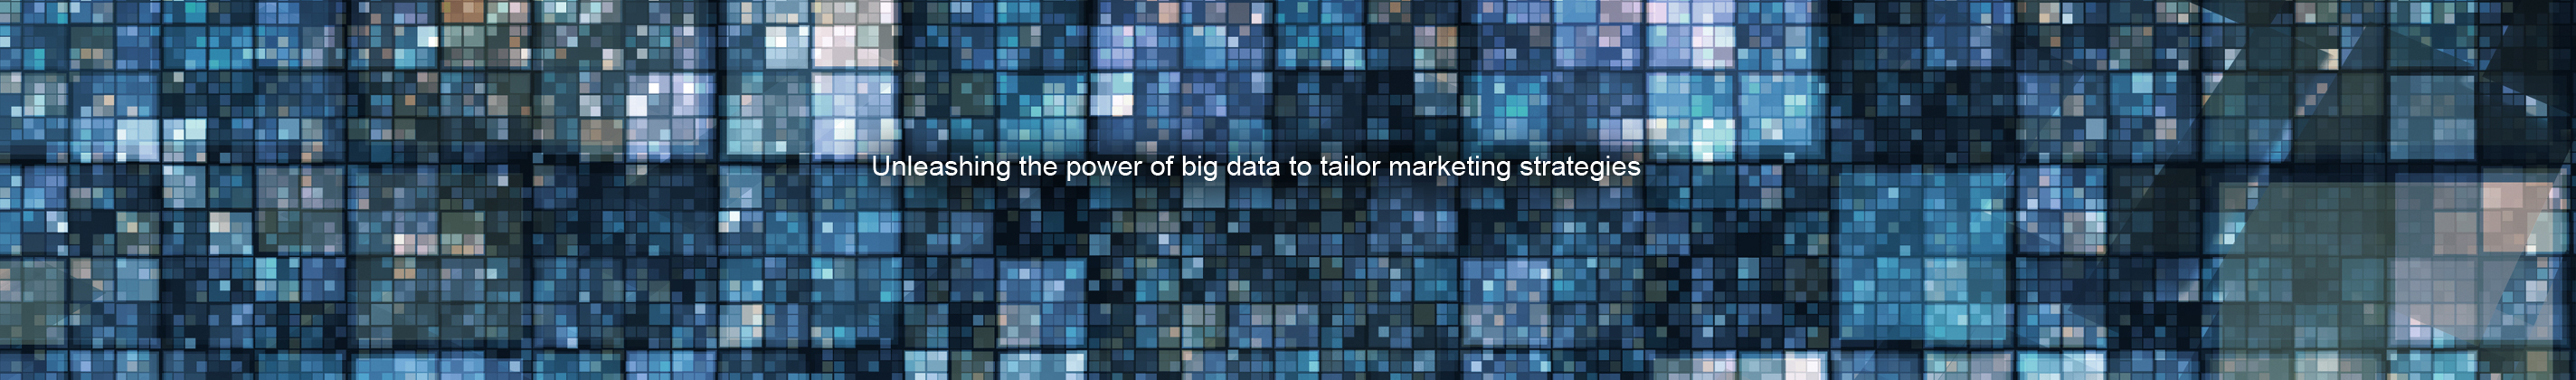 Unleashing the power of big data to tailor marketing strategies